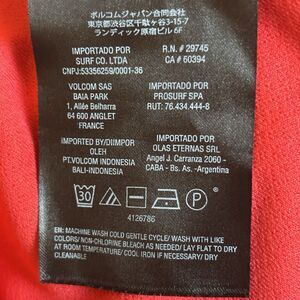 ボルコムジャパン合同会社
東京都渋谷区千駄ヶ谷3-15-7
ランディック原宿ビル 6F
IMPORTADO POR
SURF CO. LTDA
CNPJ:53356259/0001-36
R.N. # 29745
CA # 60394
VOLCOM SAS
BAIA PARK
1, Allée Belharra
64 600 ANGLET
FRANCE
IMPORTADO POR
PROSURF SPA
RUT: 76.434.444-8
IMPORTED BY/DIIMPOR
OLEH
PT.VOLCOM INDONESIA
BALI-INDONESIA
IMPORTADO POR:
OLAS ETERNAS SRL
Angel J. Carranza 2060 -
CABA - Bs. As. -Argentina
30
P
4126786
EN: MACHINE WASH COLD GENTLE CYCLE/ WASH WITH LIKE
COLORS/ NON-CHLORINE BLEACH AS NEEDED/ LAY FLAT TO DRY
AT ROOM TEMPERATURE/ COOL IRON IF NECESSARY/ DRY
CLEANABLE